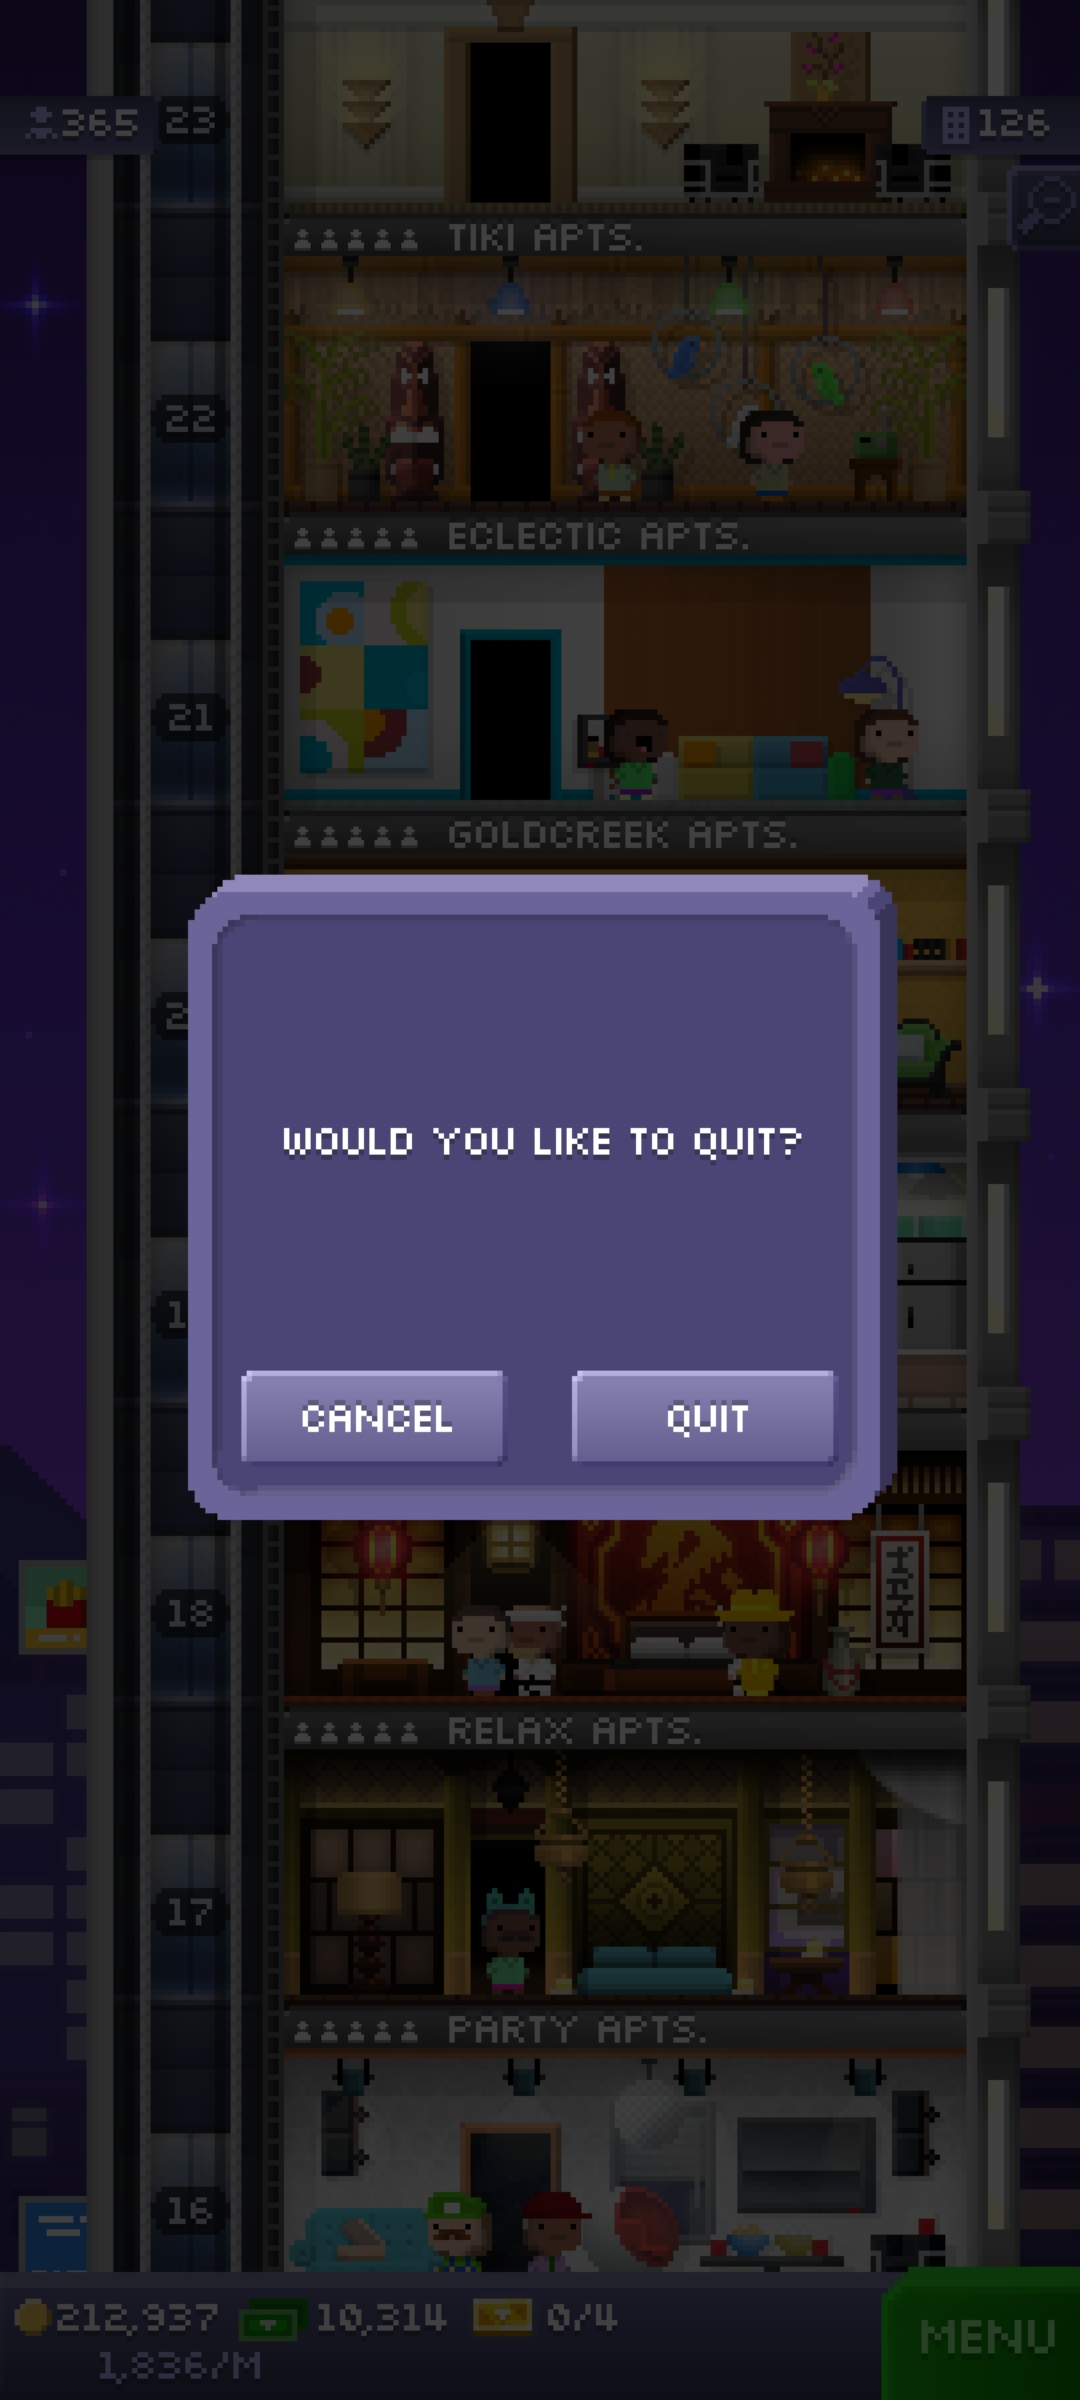 365
23
126
TIKI APTS.
22
ECLECTIC APTS.
21
GOLDCREEK APTS.
WOULD YOU LIKE TO QUIT?
CANCEL
QUIT
18
RELAX APTS.
17
PARTY APTS.
16
212,937
10,314
0/4
MENU
1,836/M